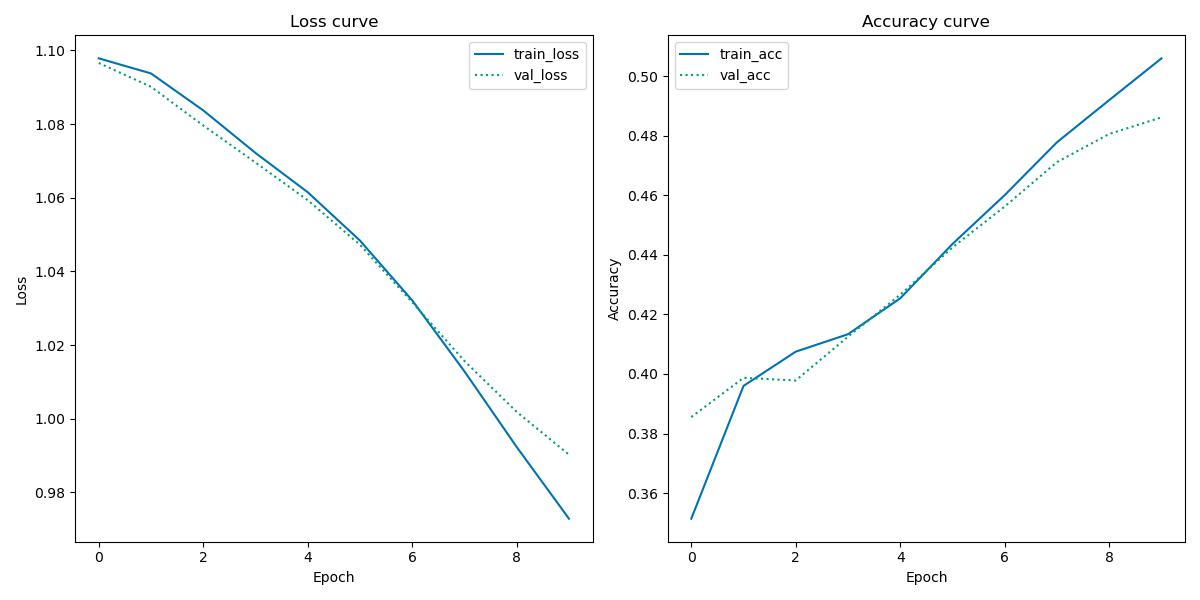 Loss curve
train_loss
val_loss
1.10
1.08
1.06
1.04
1.02
1.00
0.98
Loss
0 2 4 6 8
Epoch
Accuracy curve
train_acc
val_acc
0.50
0.48
0.46
0.44
0.42
0.40
0.38
0.36
Accuracy
0 2 4 6 8
Epoch